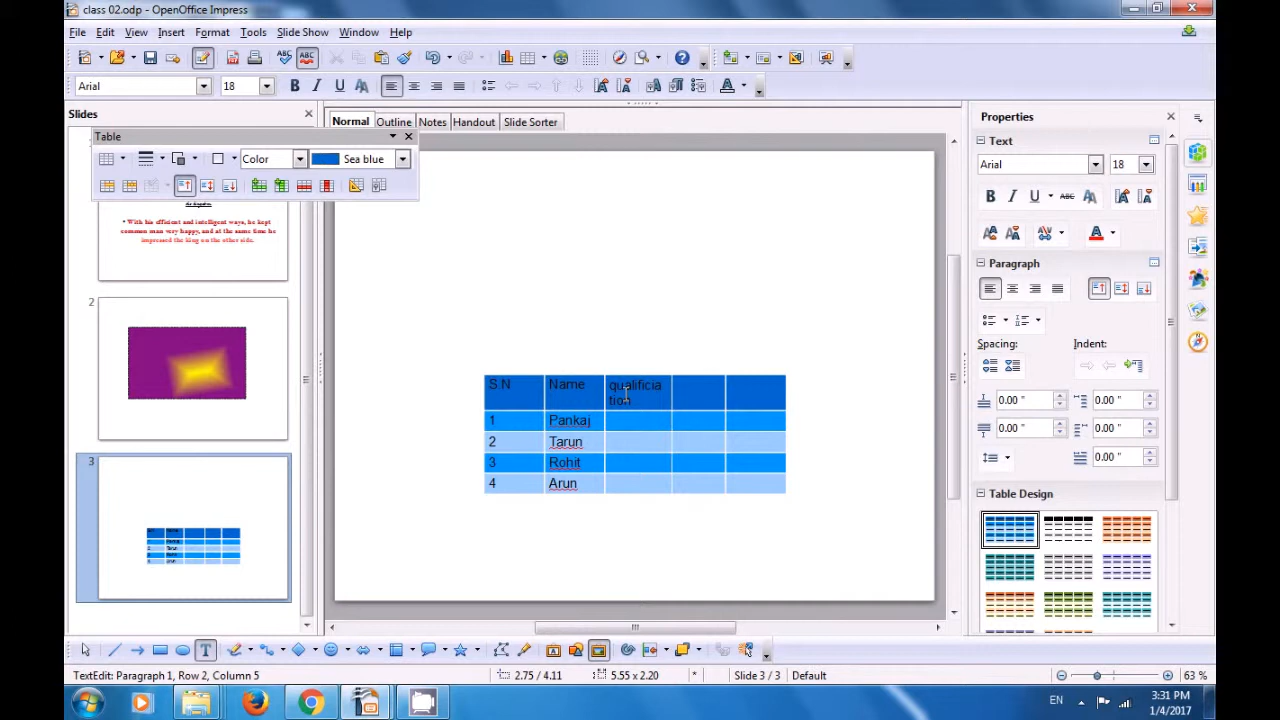 class 02.odp - OpenOffice Impress
File Edit View Insert Format Tools Slide Show Window Help
Arial 18
Slides
Normal Outline Notes Handout Slide Sorter
Properties
Table
Color Sea blue
Text
Arial 18
• With his efficient and intelligent ways, he kept
common man very happy, and at the same time he
impressed the king on the other side.
Paragraph
Spacing: Indent:
0.00 " 0.00 "
0.00 " 0.00 "
0.00 "
Table Design
2
3
S.N Name qualificia
tion
1 Pankaj
2 Tarun
3 Rohit
4 Arun
TextEdit: Paragraph 1, Row 2, Column 5 2.75 / 4.11 5.55 x 2.20 * Slide 3 / 3 Default 63 %
EN 3:31 PM
1/4/2017